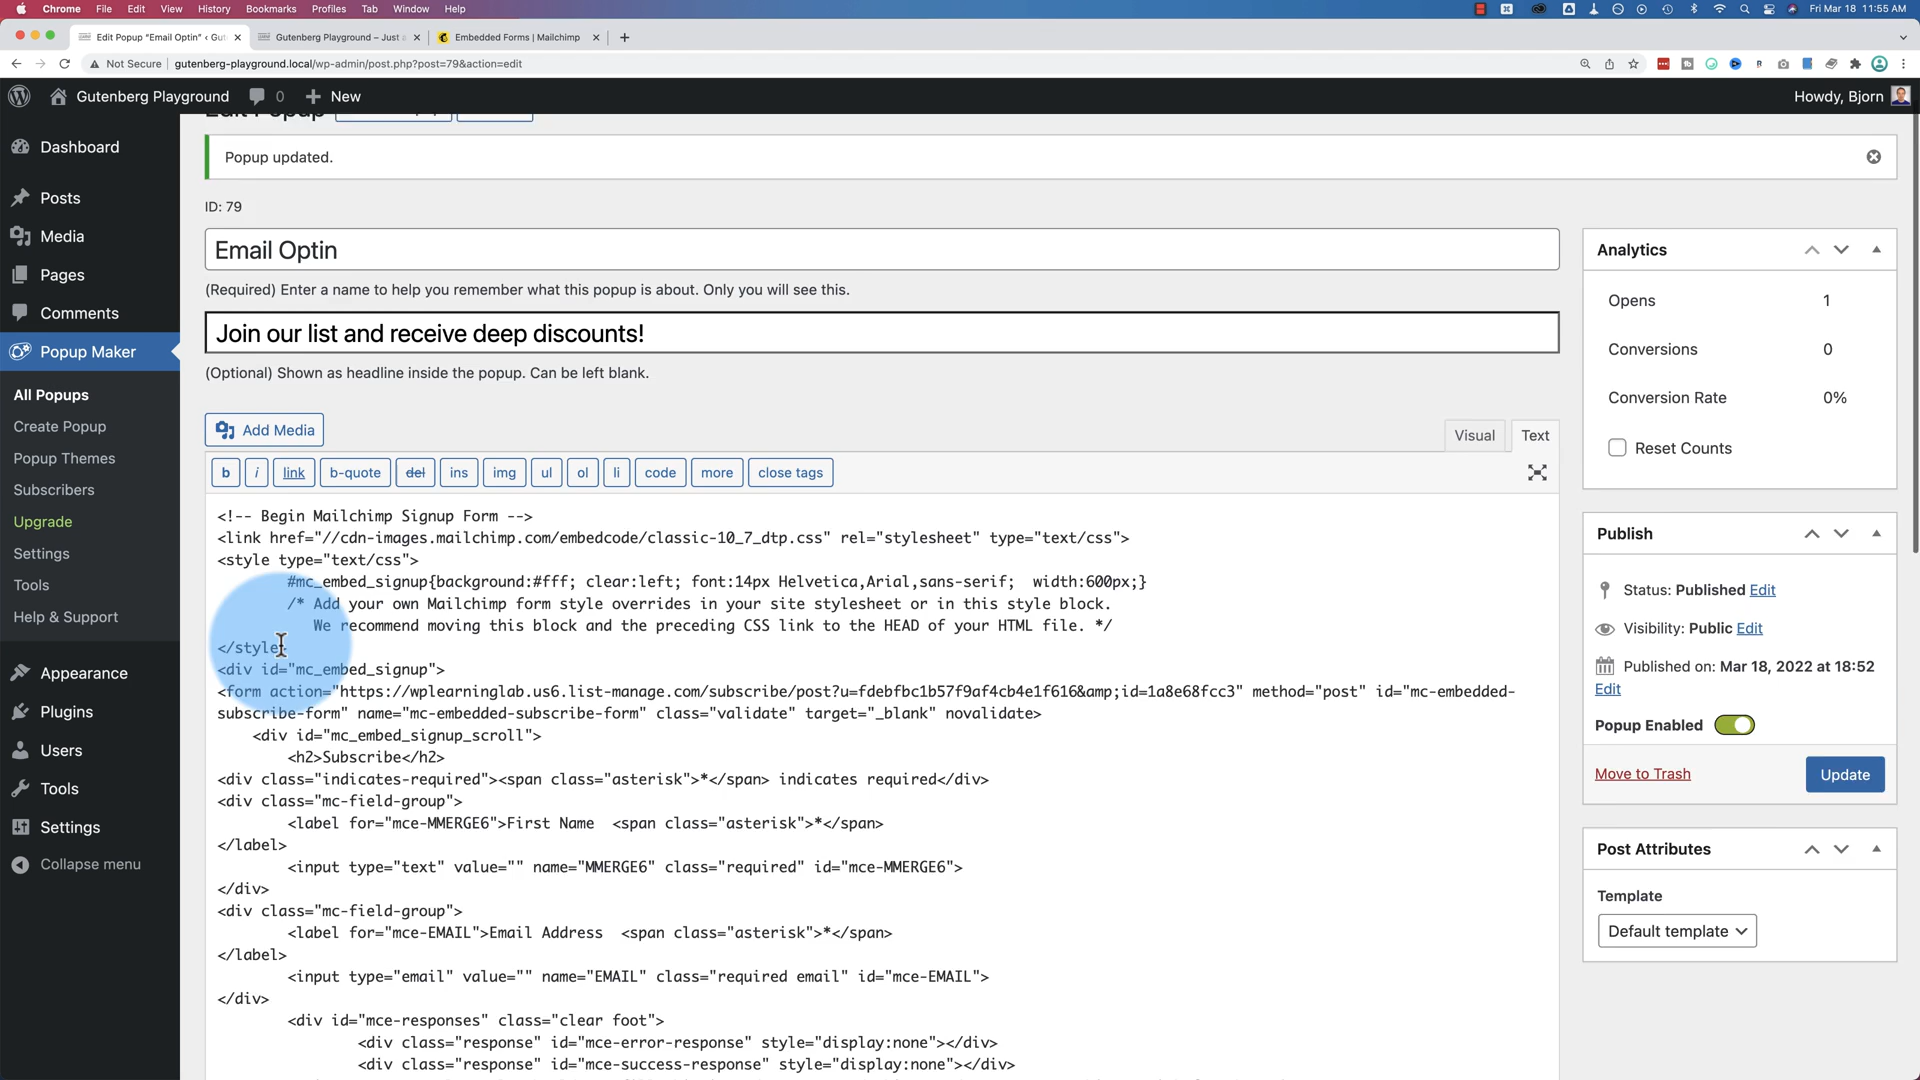 Chrome File Edit View History Bookmarks Profiles Tab Window Help
Fri Mar 18 11:55 AM
Edit Popup "Email Optin" ‹ Gut
Gutenberg Playground – Just a
Embedded Forms | Mailchimp
Not Secure
gutenberg-playground.local/wp-admin/post.php?post=79&action=edit
Gutenberg Playground
0
New
Howdy, Bjorn
Dashboard
Posts
Media
Pages
Comments
Popup Maker
All Popups
Create Popup
Popup Themes
Subscribers
Upgrade
Settings
Tools
Help & Support
Appearance
Plugins
Users
Tools
Settings
Collapse menu
Edit Popup
Popup updated.
ID: 79
Email Optin
(Required) Enter a name to help you remember what this popup is about. Only you will see this.
Join our list and receive deep discounts!
(Optional) Shown as headline inside the popup. Can be left blank.
Add Media
Visual
Text
b i link b-quote del ins img ul ol li code more close tags
<!-- Begin Mailchimp Signup Form -->
<link href="//cdn-images.mailchimp.com/embedcode/classic-10_7_dtp.css" rel="stylesheet" type="text/css">
<style type="text/css">
#mc_embed_signup{background:#fff; clear:left; font:14px Helvetica,Arial,sans-serif; width:600px;}
/* Add your own Mailchimp form style overrides in your site stylesheet or in this style block.
We recommend moving this block and the preceding CSS link to the HEAD of your HTML file. */
</style>
<div id="mc_embed_signup">
<form action="https://wplearninglab.us6.list-manage.com/subscribe/post?u=fdebfbc1b57f9af4cb4e1f616&amp;id=1a8e68fcc3" method="post" id="mc-embedded-
subscribe-form" name="mc-embedded-subscribe-form" class="validate" target="_blank" novalidate>
<div id="mc_embed_signup_scroll">
<h2>Subscribe</h2>
<div class="indicates-required"><span class="asterisk">*</span> indicates required</div>
<div class="mc-field-group">
<label for="mce-MMERGE6">First Name <span class="asterisk">*</span>
</label>
<input type="text" value="" name="MMERGE6" class="required" id="mce-MMERGE6">
</div>
<div class="mc-field-group">
<label for="mce-EMAIL">Email Address <span class="asterisk">*</span>
</label>
<input type="email" value="" name="EMAIL" class="required email" id="mce-EMAIL">
</div>
<div id="mce-responses" class="clear foot">
<div class="response" id="mce-error-response" style="display:none"></div>
<div class="response" id="mce-success-response" style="display:none"></div>
Analytics
Opens 1
Conversions 0
Conversion Rate 0%
Reset Counts
Publish
Status: Published Edit
Visibility: Public Edit
Published on: Mar 18, 2022 at 18:52
Edit
Popup Enabled
Move to Trash
Update
Post Attributes
Template
Default template